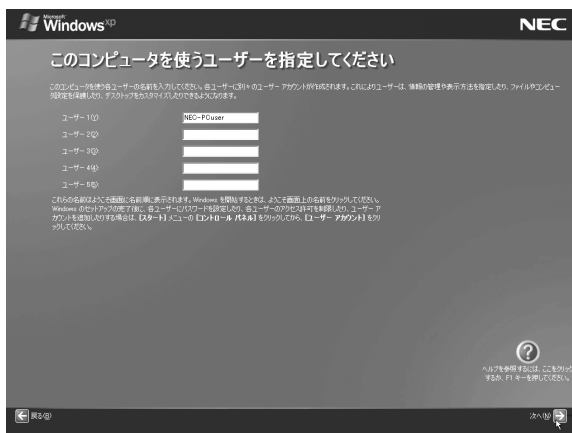 Microsoft
Windows xp
NEC
このコンピュータを使うユーザーを指定してください
このコンピュータを使う各ユーザーの名前を入力してください。各ユーザーに別々のユーザー アカウントが作成されます。これによりユーザーは、情報の管理や表示方法を指定したり、ファイルやコンピュー
タ設定を保護したり、デスクトップをカスタマイズしたりできるようになります。
ユーザー 1(Y): NEC-PCuser
ユーザー 2(2):
ユーザー 3(3):
ユーザー 4(4):
ユーザー 5(5):
これらの名前はようこそ画面に名前順に表示されます。Windows を開始するときは、ようこそ画面上の名前をクリックしてください。
Windows のセットアップの完了後に、各ユーザーにパスワードを設定したり、各ユーザーのアクセス許可を制限したり、ユーザー ア
カウントを追加したりする場合は、[スタート] メニューの [コントロール パネル] をクリックしてから、[ユーザー アカウント] をクリ
ックしてください。
ヘルプを参照するには、ここをクリック
するか、F1 キーを押してください。
戻る(B)
次へ(N)